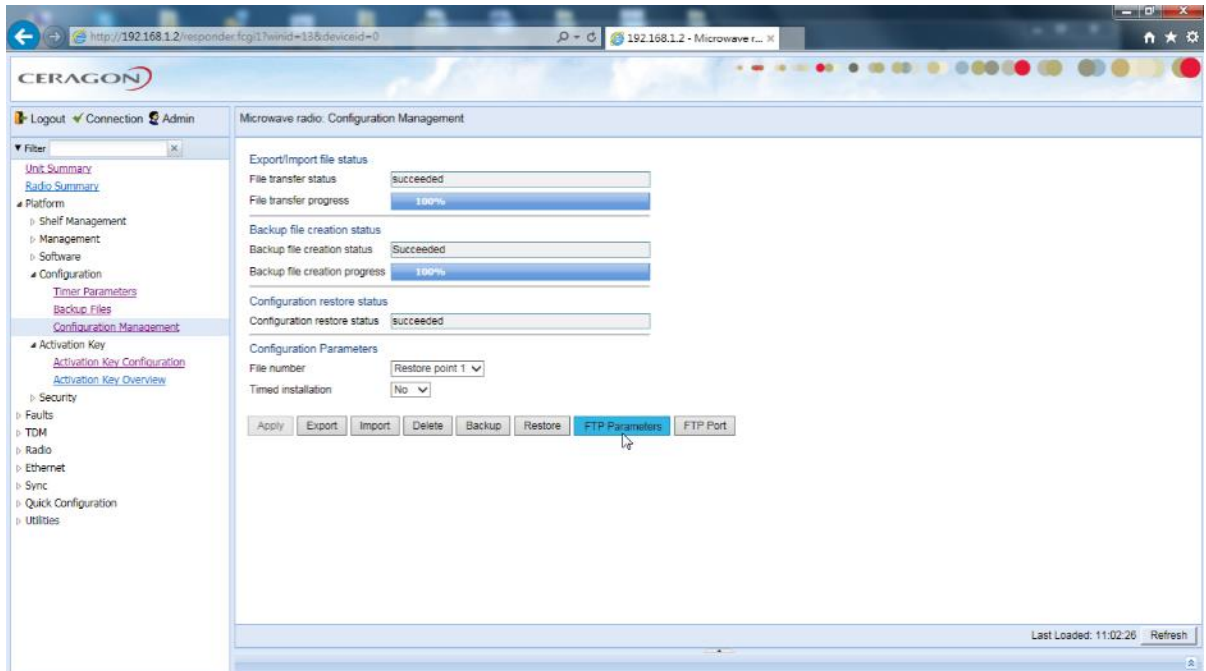 http://192.168.1.2/responder.fcgi1?winid=138&deviceid=0
192.168.1.2 - Microwave r...
CERAGON
Logout Connection Admin
Microwave radio: Configuration Management
Filter
Unit Summary
Radio Summary
Platform
Shelf Management
Management
Software
Configuration
Timer Parameters
Backup Files
Configuration Management
Activation Key
Activation Key Configuration
Activation Key Overview
Security
Faults
TDM
Radio
Ethernet
Sync
Quick Configuration
Utilities
Export/Import file status
File transfer status succeeded
File transfer progress 100%
Backup file creation status
Backup file creation status Succeeded
Backup file creation progress 100%
Configuration restore status
Configuration restore status succeeded
Configuration Parameters
File number Restore point 1
Timed installation No
Apply Export Import Delete Backup Restore FTP Parameters FTP Port
Last Loaded: 11:02:26 Refresh